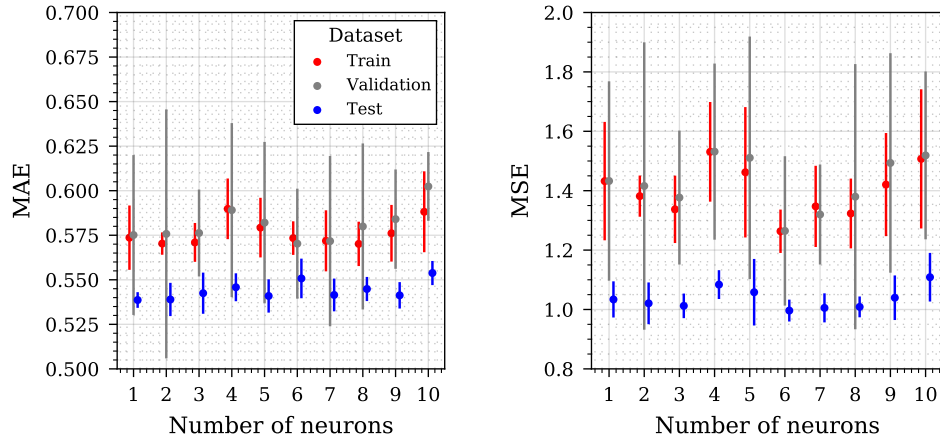 0.700
0.675
0.650
0.625
0.600
0.575
0.550
0.525
0.500
MAE
1 2 3 4 5 6 7 8 9 10
Number of neurons
Dataset
Train
Validation
Test
2.0
1.8
1.6
1.4
1.2
1.0
0.8
MSE
1 2 3 4 5 6 7 8 9 10
Number of neurons